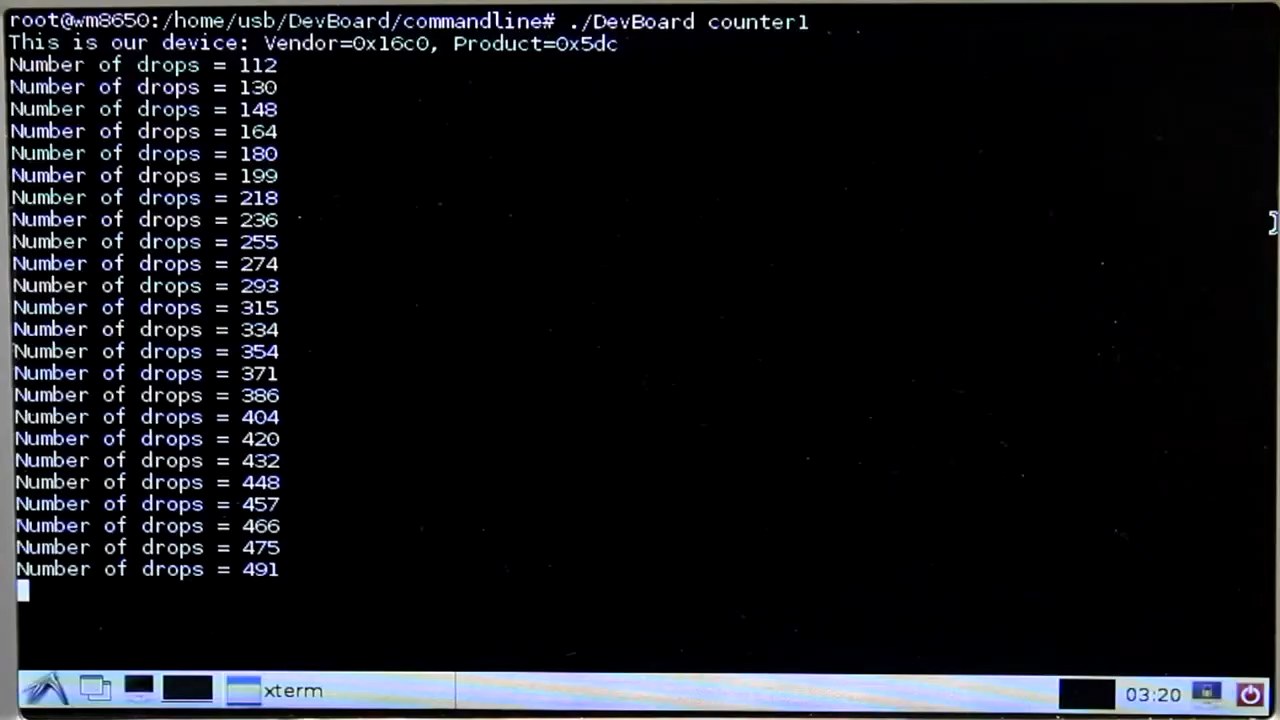 root@wm8650:/home/usb/DevBoard/commandline# ./DevBoard counter1
This is our device: Vendor=0x16c0, Product=0x5dc
Number of drops = 112
Number of drops = 130
Number of drops = 148
Number of drops = 164
Number of drops = 180
Number of drops = 199
Number of drops = 218
Number of drops = 236
Number of drops = 255
Number of drops = 274
Number of drops = 293
Number of drops = 315
Number of drops = 334
Number of drops = 354
Number of drops = 371
Number of drops = 386
Number of drops = 404
Number of drops = 420
Number of drops = 432
Number of drops = 448
Number of drops = 457
Number of drops = 466
Number of drops = 475
Number of drops = 491
xterm
03:20